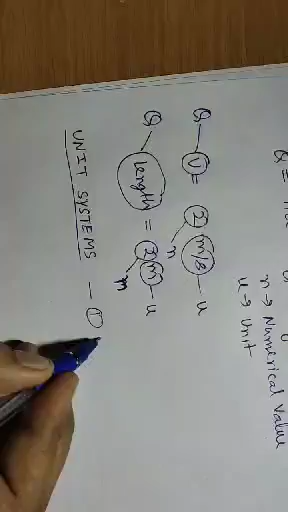 Q =
n → Numerical Value
u → Unit
Q
V = 2 m/s — u
n
Q
Length = 2 m — u
n
UNIT SYSTEMS — ①